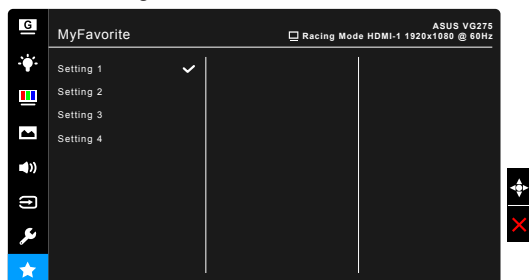 G
MyFavorite
ASUS VG275
Racing Mode HDMI-1 1920x1080 @ 60Hz
Setting 1
Setting 2
Setting 3
Setting 4